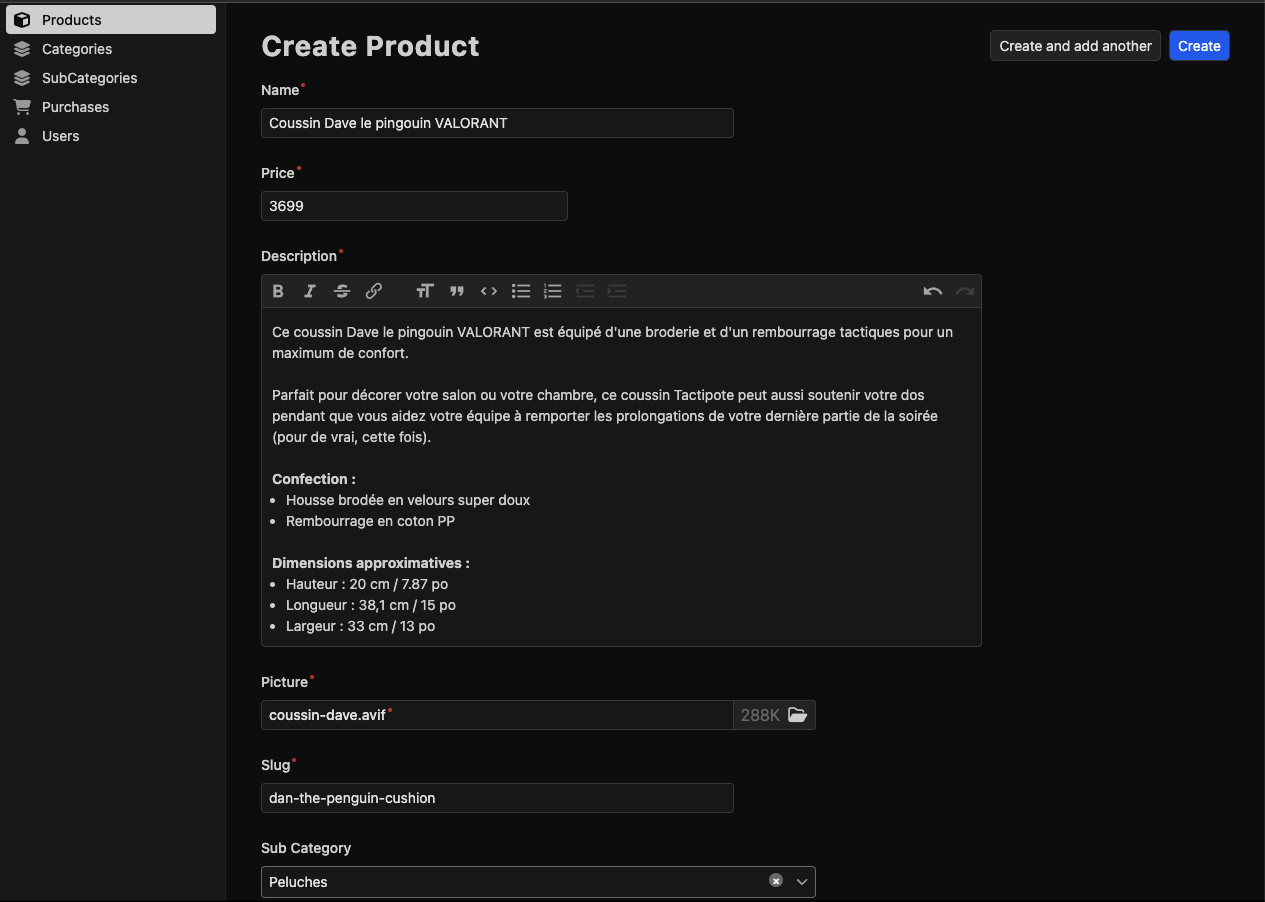 Products
Categories
SubCategories
Purchases
Users
Create Product
Create and add another
Create
Name
Coussin Dave le pingouin VALORANT
Price
3699
Description
Ce coussin Dave le pingouin VALORANT est équipé d'une broderie et d'un rembourrage tactiques pour un
maximum de confort.
Parfait pour décorer votre salon ou votre chambre, ce coussin Tactipote peut aussi soutenir votre dos
pendant que vous aidez votre équipe à remporter les prolongations de votre dernière partie de la soirée
(pour de vrai, cette fois).
Confection :
• Housse brodée en velours super doux
• Rembourrage en coton PP
Dimensions approximatives :
• Hauteur : 20 cm / 7.87 po
• Longueur : 38,1 cm / 15 po
• Largeur : 33 cm / 13 po
Picture
coussin-dave.avif
288K
Slug
dan-the-penguin-cushion
Sub Category
Peluches